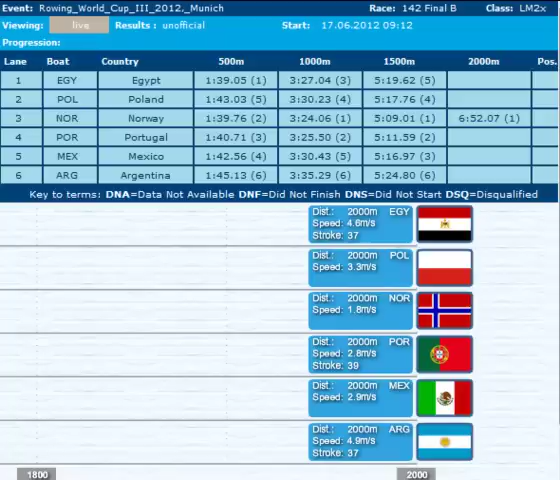 Event: Rowing_World_Cup_III_2012,_Munich Race: 142 Final B Class: LM2x
Viewing: live Results : unofficial Start: 17.06.2012 09:12
Progression:
Lane Boat Country 500m 1000m 1500m 2000m Pos.
1 EGY Egypt 1:39.05 (1) 3:27.04 (3) 5:19.62 (5)
2 POL Poland 1:43.03 (5) 3:30.23 (4) 5:17.76 (4)
3 NOR Norway 1:39.76 (2) 3:24.06 (1) 5:09.01 (1) 6:52.07 (1)
4 POR Portugal 1:40.71 (3) 3:25.50 (2) 5:11.59 (2)
5 MEX Mexico 1:42.56 (4) 3:30.43 (5) 5:16.97 (3)
6 ARG Argentina 1:45.13 (6) 3:35.29 (6) 5:24.80 (6)
Key to terms: DNA=Data Not Available DNF=Did Not Finish DNS=Did Not Start DSQ=Disqualified
Dist.: 2000m EGY
Speed: 4.6m/s
Stroke: 37
Dist.: 2000m POL
Speed: 3.3m/s
Dist.: 2000m NOR
Speed: 1.8m/s
Dist.: 2000m POR
Speed: 2.8m/s
Stroke: 39
Dist.: 2000m MEX
Speed: 2.9m/s
Dist.: 2000m ARG
Speed: 4.9m/s
Stroke: 37
1800 2000